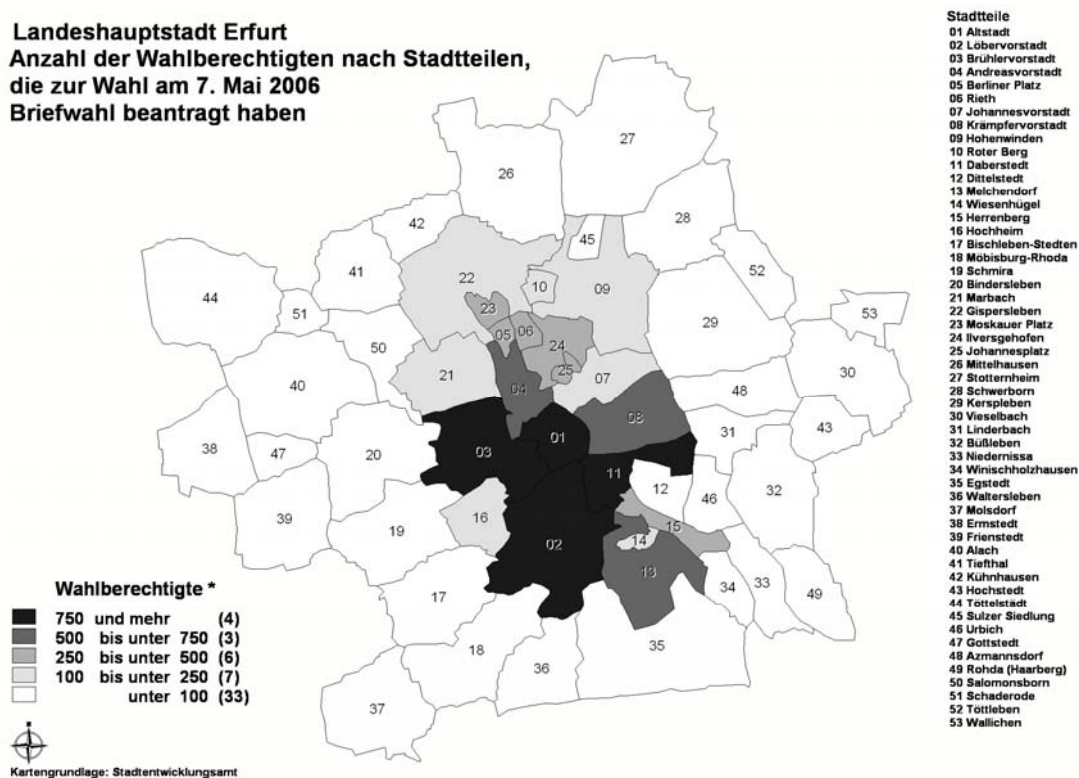 Landeshauptstadt Erfurt
Anzahl der Wahlberechtigten nach Stadtteilen,
die zur Wahl am 7. Mai 2006
Briefwahl beantragt haben
Stadtteile
01 Altstadt
02 Löbervorstadt
03 Brühlervorstadt
04 Andreasvorstadt
05 Berliner Platz
06 Rieth
07 Johannesvorstadt
08 Krämpfervorstadt
09 Hohenwinden
10 Roter Berg
11 Daberstedt
12 Dittelstedt
13 Melchendorf
14 Wiesenhügel
15 Herrenberg
16 Hochheim
17 Bischleben-Stedten
18 Möbisburg-Rhoda
19 Schmira
20 Bindersleben
21 Marbach
22 Gispersleben
23 Moskauer Platz
24 Ilversgehofen
25 Johannesplatz
26 Mittelhausen
27 Stotternheim
28 Schwerborn
29 Kerspleben
30 Vieselbach
31 Linderbach
32 Büßleben
33 Niedernissa
34 Winischholzhausen
35 Egstedt
36 Waltersleben
37 Molsdorf
38 Ermstedt
39 Frienstedt
40 Alach
41 Tiefthal
42 Kühnhausen
43 Hochstedt
44 Töttelstädt
45 Sulzer Siedlung
46 Urbich
47 Gottstedt
48 Azmannsdorf
49 Rohda (Haarberg)
50 Salomonsborn
51 Schaderode
52 Töttleben
53 Wallichen
27
26
28
42
45
41
52
44
22
10
09
51
23
53
29
50
05
06
24
30
21
25
07
40
04
48
08
43
31
01
38
03
47
20
11
12
32
46
39
16
15
19
02
14
13
34
33
49
17
35
18
36
37
Wahlberechtigte *
750 und mehr (4)
500 bis unter 750 (3)
250 bis unter 500 (6)
100 bis unter 250 (7)
unter 100 (33)
Kartengrundlage: Stadtentwicklungsamt